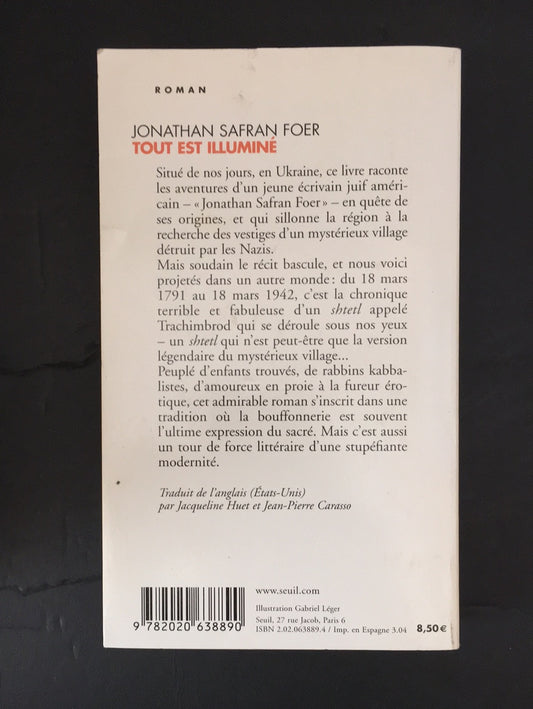 ROMAN
JONATHAN SAFRAN FOER
TOUT EST ILLUMINÉ
Situé de nos jours, en Ukraine, ce livre raconte
les aventures d'un jeune écrivain juif améri-
cain – « Jonathan Safran Foer » – en quête de
ses origines, et qui sillonne la région à la
recherche des vestiges d'un mystérieux village
détruit par les Nazis.
Mais soudain le récit bascule, et nous voici
projetés dans un autre monde : du 18 mars
1791 au 18 mars 1942, c'est la chronique
terrible et fabuleuse d'un shtetl appelé
Trachimbrod qui se déroule sous nos yeux
– un shtetl qui n'est peut-être que la version
légendaire du mystérieux village...
Peuplé d'enfants trouvés, de rabbins kabba-
listes, d'amoureux en proie à la fureur éro-
tique, cet admirable roman s'inscrit dans une
tradition où la bouffonnerie est souvent
l'ultime expression du sacré. Mais c'est aussi
un tour de force littéraire d'une stupéfiante
modernité.
Traduit de l'anglais (États-Unis)
par Jacqueline Huet et Jean-Pierre Carasso
www.seuil.com
Illustration Gabriel Léger
Seuil, 27 rue Jacob, Paris 6
ISBN 2.02.063889.4 / Imp. en Espagne 3.04
8,50 €
9 782020 638890